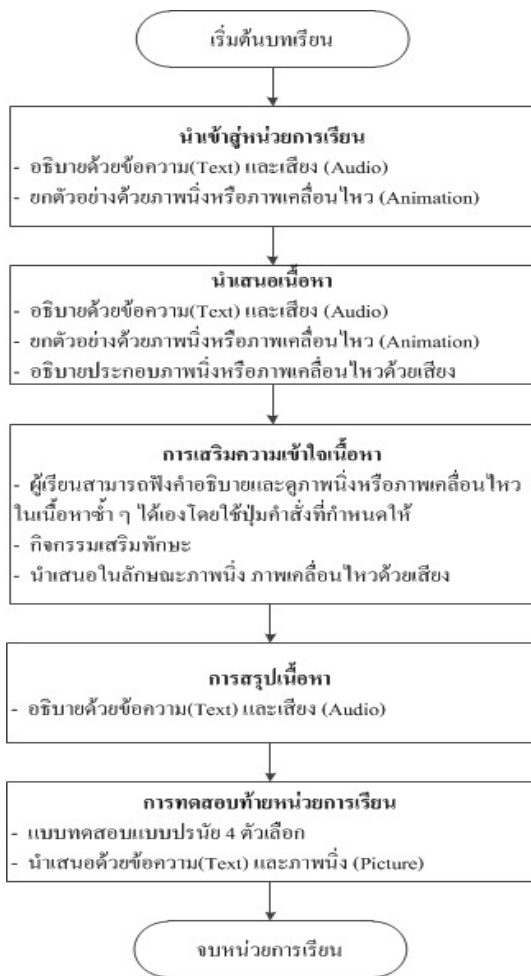 เริ่มต้นบทเรียน
นำเข้าสู่หน่วยการเรียน
- อธิบายด้วยข้อความ(Text) และเสียง (Audio)
- ยกตัวอย่างด้วยภาพนิ่งหรือภาพเคลื่อนไหว (Animation)
นำเสนอเนื้อหา
- อธิบายด้วยข้อความ(Text) และเสียง (Audio)
- ยกตัวอย่างด้วยภาพนิ่งหรือภาพเคลื่อนไหว (Animation)
- อธิบายประกอบภาพนิ่งหรือภาพเคลื่อนไหวด้วยเสียง
การเสริมความเข้าใจเนื้อหา
- ผู้เรียนสามารถฟังคำอธิบายและดูภาพนิ่งหรือภาพเคลื่อนไหว
ในเนื้อหาซ้ำ ๆ ได้เองโดยใช้ปุ่มคำสั่งที่กำหนดให้
- กิจกรรมเสริมทักษะ
- นำเสนอในลักษณะภาพนิ่ง ภาพเคลื่อนไหวด้วยเสียง
การสรุปเนื้อหา
- อธิบายด้วยข้อความ(Text) และเสียง (Audio)
การทดสอบท้ายหน่วยการเรียน
- แบบทดสอบแบบปรนัย 4 ตัวเลือก
- นำเสนอด้วยข้อความ(Text) และภาพนิ่ง (Picture)
จบหน่วยการเรียน